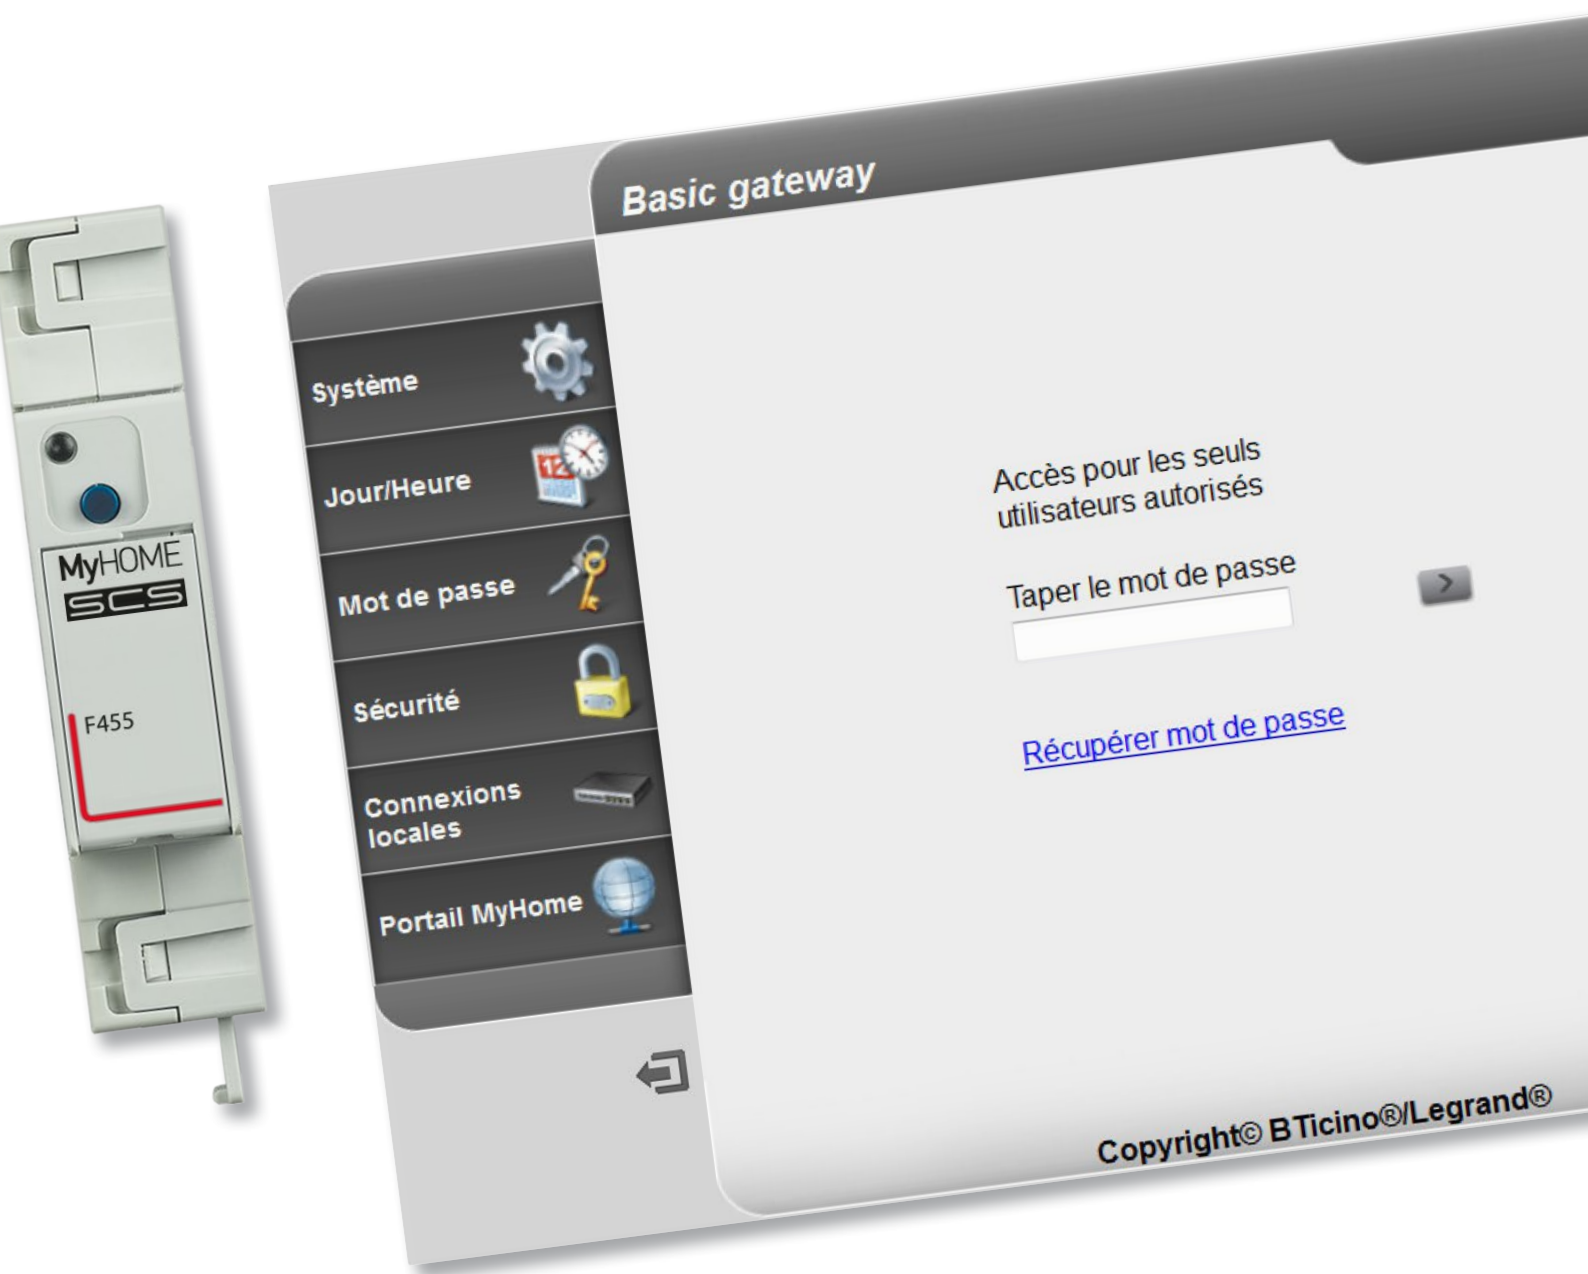 Basic gateway
Système
Jour/Heure
12
Mot de passe
Sécurité
Connexions
locales
Portail MyHome
Accès pour les seuls
utilisateurs autorisés
Taper le mot de passe
>
Récupérer mot de passe
Copyright© BTicino®/Legrand®
MyHOME
SCS
F455